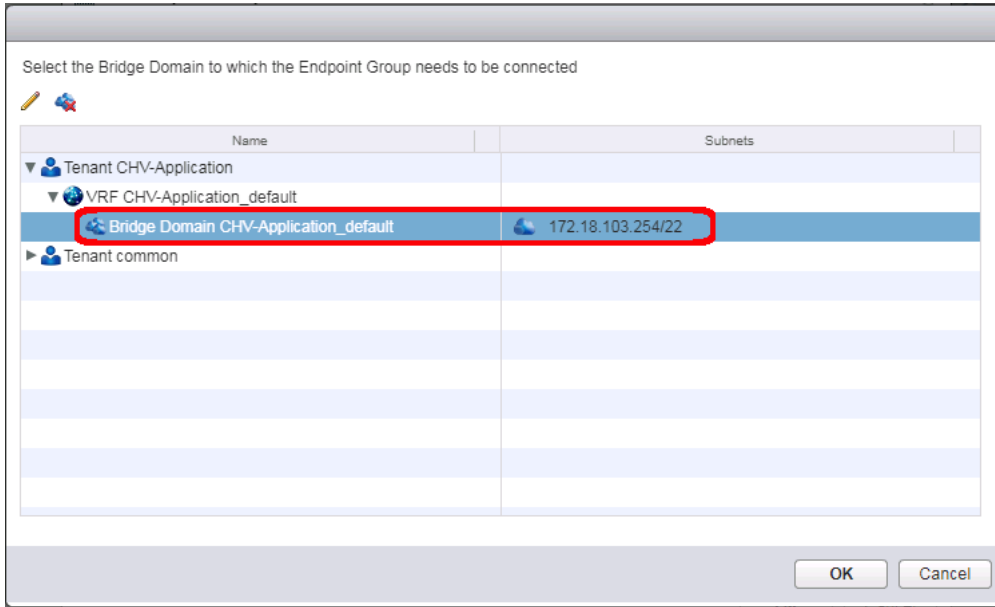 Select the Bridge Domain to which the Endpoint Group needs to be connected
Name Subnets
Tenant CHV-Application
VRF CHV-Application_default
Bridge Domain CHV-Application_default 172.18.103.254/22
Tenant common
OK Cancel